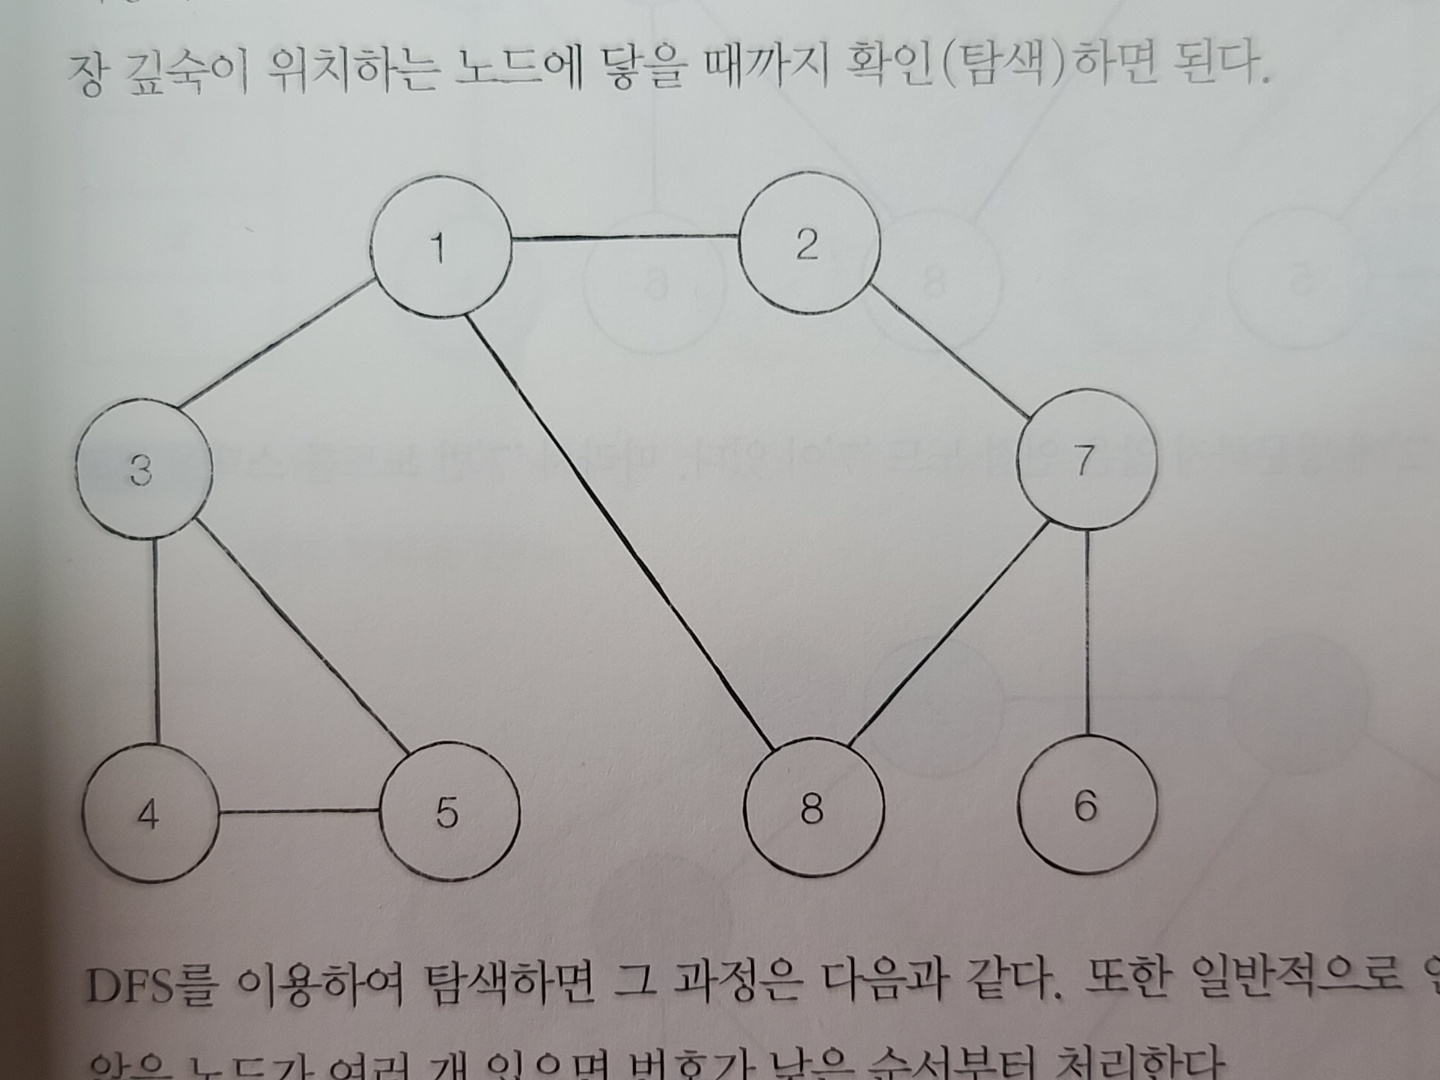 장 깊숙이 위치하는 노드에 닿을 때까지 확인(탐색)하면 된다.
1 2
3 7
4 5 8 6
DFS를 이용하여 탐색하면 그 과정은 다음과 같다. 또한 일반적으로
않은 노드가 여러 개 있으면 번호가 낮은 순서부터 처리한다